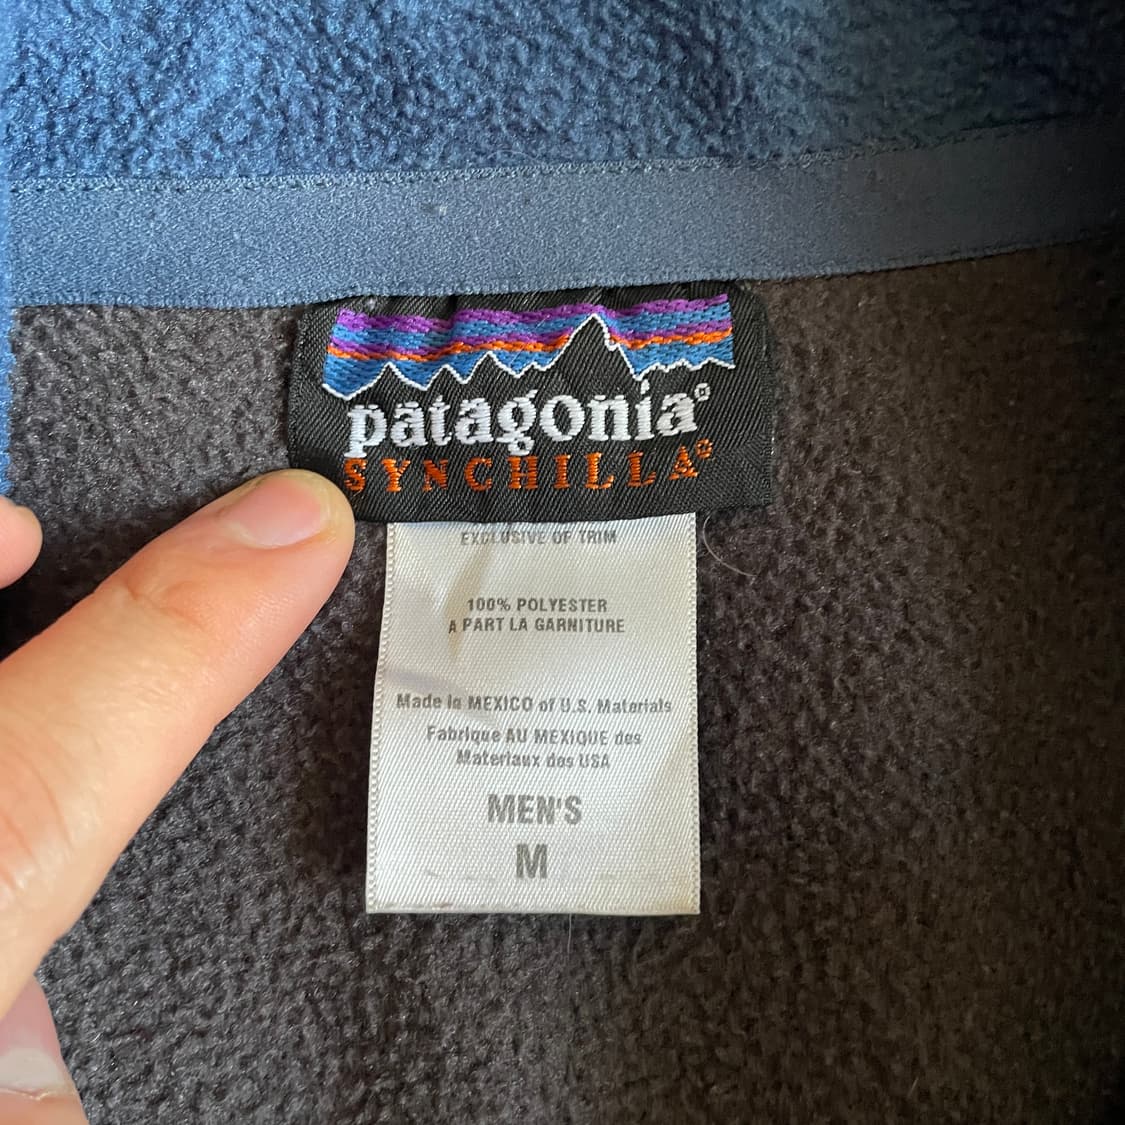 patagonia®
SYNCHILLA®
EXCLUSIVE OF TRIM
100% POLYESTER
A PART LA GARNITURE
Made in MEXICO of U.S. Materials
Fabrique AU MEXIQUE des
Materiaux des USA
MEN'S
M